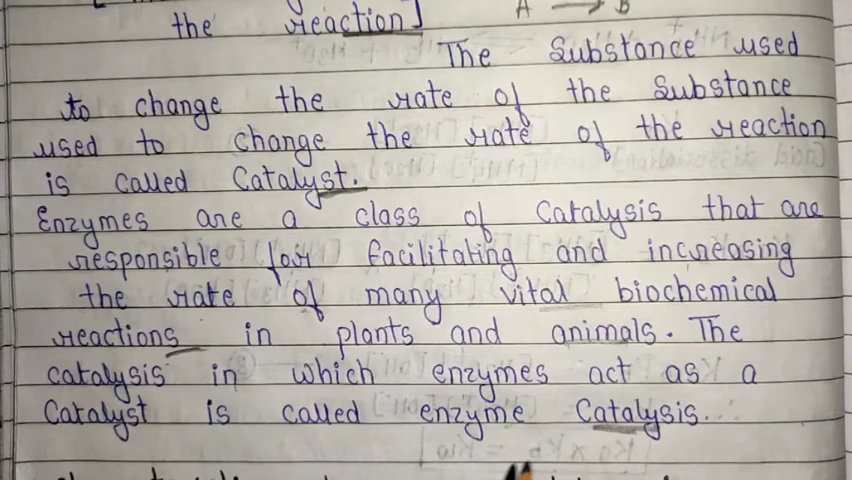 the reaction] A → B
The Substance used
to change the rate of the Substance
used to change the rate of the reaction
is called Catalyst.
Enzymes are a class of Catalysis that are
responsible for facilitating and increasing
the rate of many vital biochemical
reactions in plants and animals. The
catalysis in which enzymes act as a
Catalyst is called enzyme Catalysis.